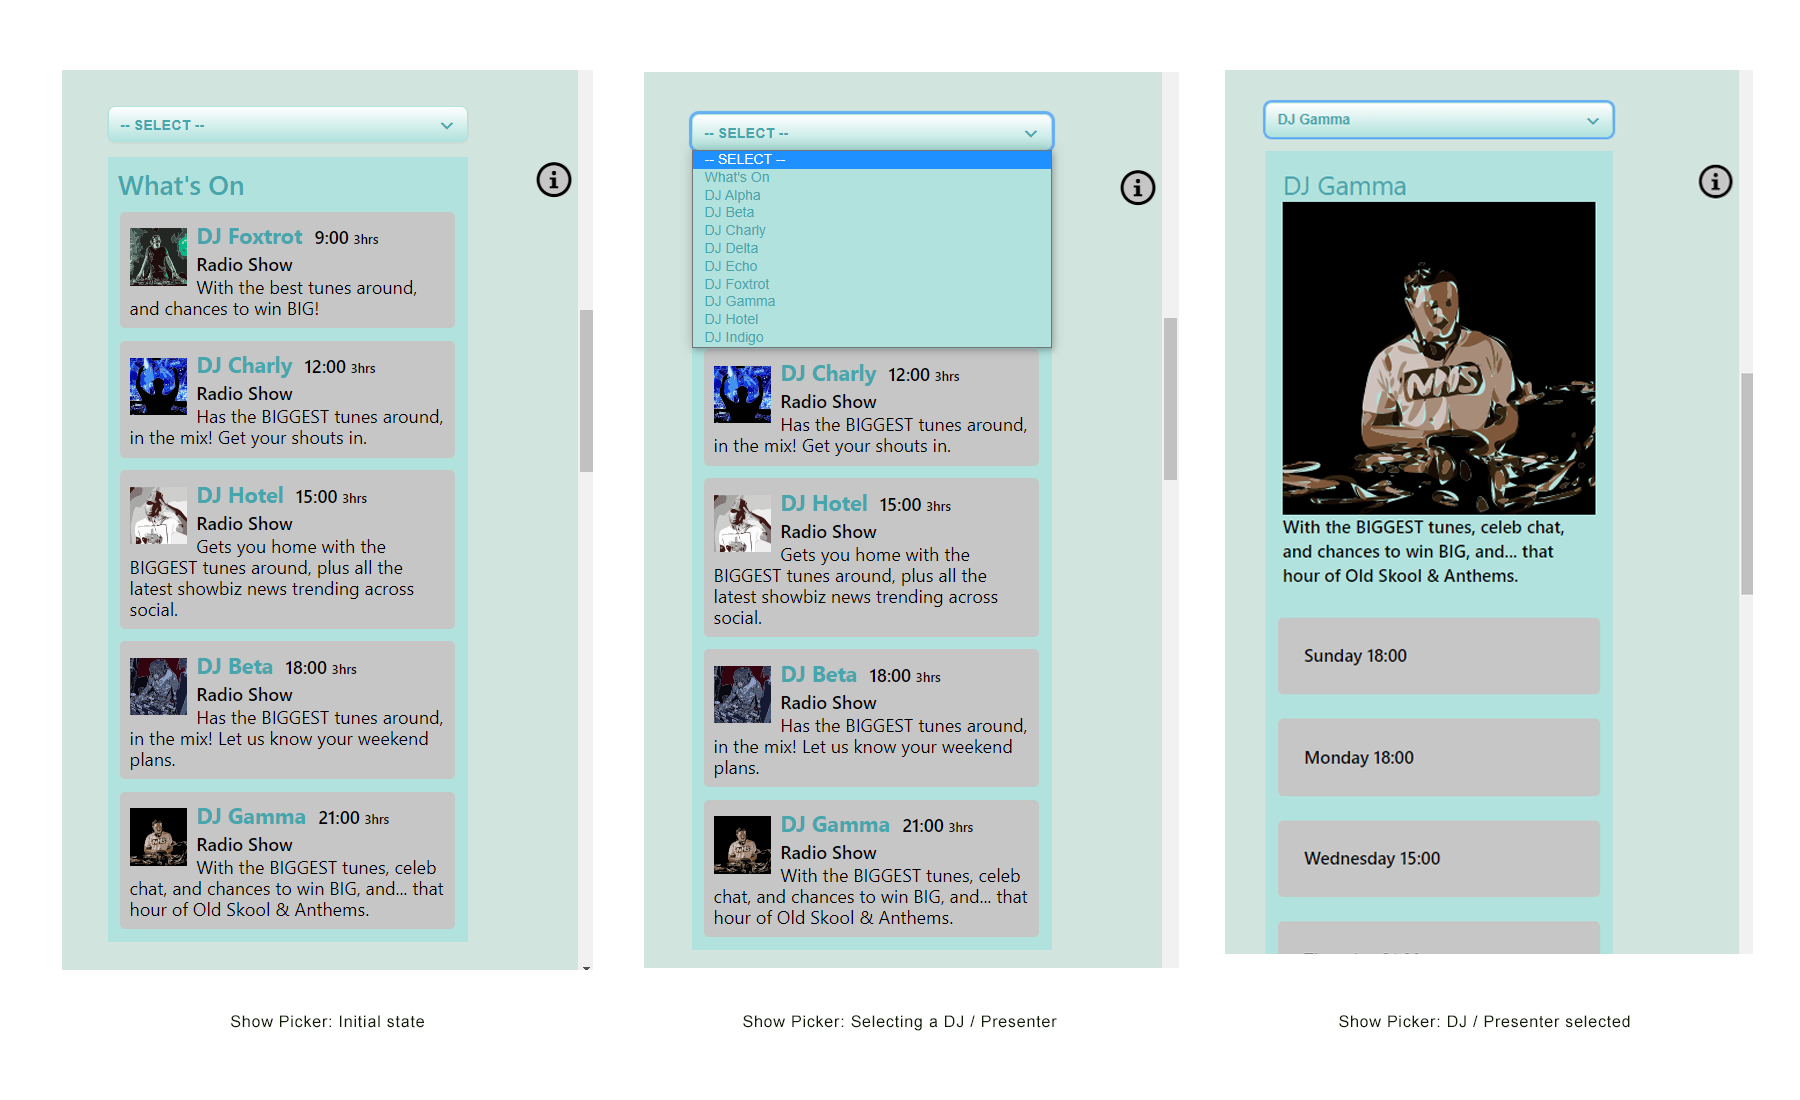 -- SELECT --
What's On
DJ Foxtrot 9:00 3hrs
Radio Show
With the best tunes around,
and chances to win BIG!
DJ Charly 12:00 3hrs
Radio Show
Has the BIGGEST tunes around,
in the mix! Get your shouts in.
DJ Hotel 15:00 3hrs
Radio Show
Gets you home with the
BIGGEST tunes around, plus all the
latest showbiz news trending across
social.
DJ Beta 18:00 3hrs
Radio Show
Has the BIGGEST tunes around,
in the mix! Let us know your weekend
plans.
DJ Gamma 21:00 3hrs
Radio Show
With the BIGGEST tunes, celeb
chat, and chances to win BIG, and... that
hour of Old Skool & Anthems.
Show Picker: Initial state
-- SELECT --
-- SELECT --
What's On
DJ Alpha
DJ Beta
DJ Charly
DJ Delta
DJ Echo
DJ Foxtrot
DJ Gamma
DJ Hotel
DJ Indigo
DJ Charly 12:00 3hrs
Radio Show
Has the BIGGEST tunes around,
in the mix! Get your shouts in.
DJ Hotel 15:00 3hrs
Radio Show
Gets you home with the
BIGGEST tunes around, plus all the
latest showbiz news trending across
social.
DJ Beta 18:00 3hrs
Radio Show
Has the BIGGEST tunes around,
in the mix! Let us know your weekend
plans.
DJ Gamma 21:00 3hrs
Radio Show
With the BIGGEST tunes, celeb
chat, and chances to win BIG, and... that
hour of Old Skool & Anthems.
Show Picker: Selecting a DJ / Presenter
DJ Gamma
DJ Gamma
NNS
With the BIGGEST tunes, celeb chat,
and chances to win BIG, and... that
hour of Old Skool & Anthems.
Sunday 18:00
Monday 18:00
Wednesday 15:00
Show Picker: DJ / Presenter selected